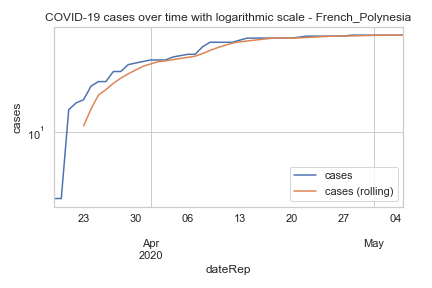 COVID-19 cases over time with logarithmic scale - French_Polynesia
cases
10¹
cases
cases (rolling)
23 30 06 13 20 27 04
Apr May
2020
dateRep